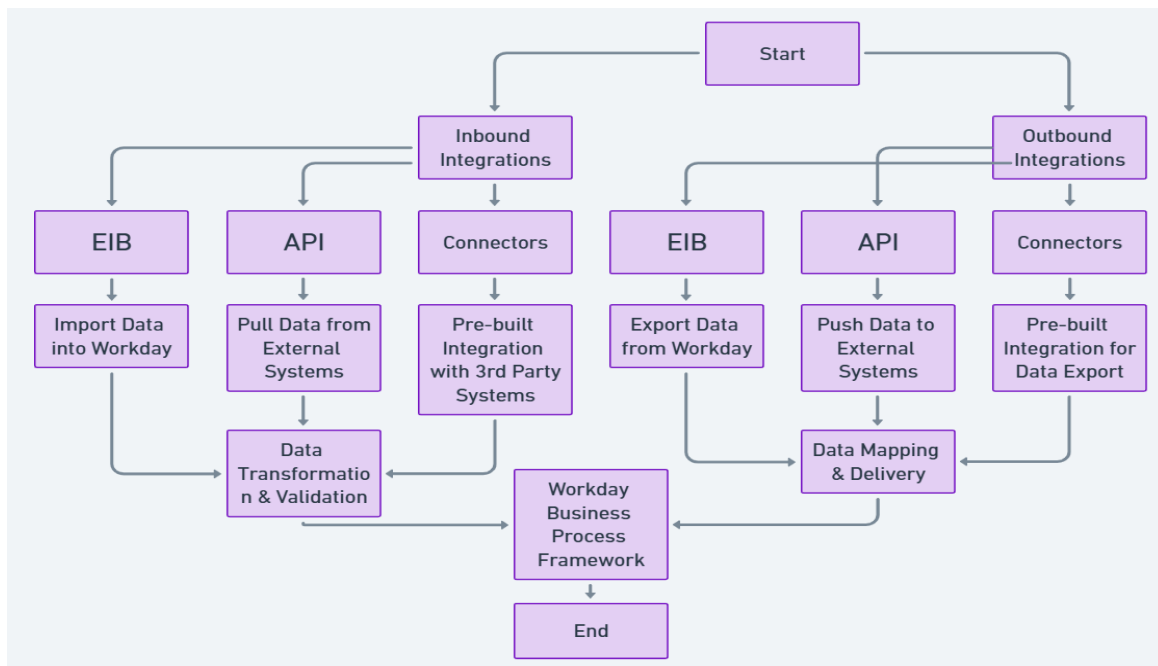 Start
Inbound
Integrations
Outbound
Integrations
EIB
API
Connectors
EIB
API
Connectors
Import Data
into Workday
Pull Data from
External
Systems
Pre-built
Integration
with 3rd Party
Systems
Export Data
from Workday
Push Data to
External
Systems
Pre-built
Integration for
Data Export
Data
Transformatio
n & Validation
Data Mapping
& Delivery
Workday
Business
Process
Framework
End